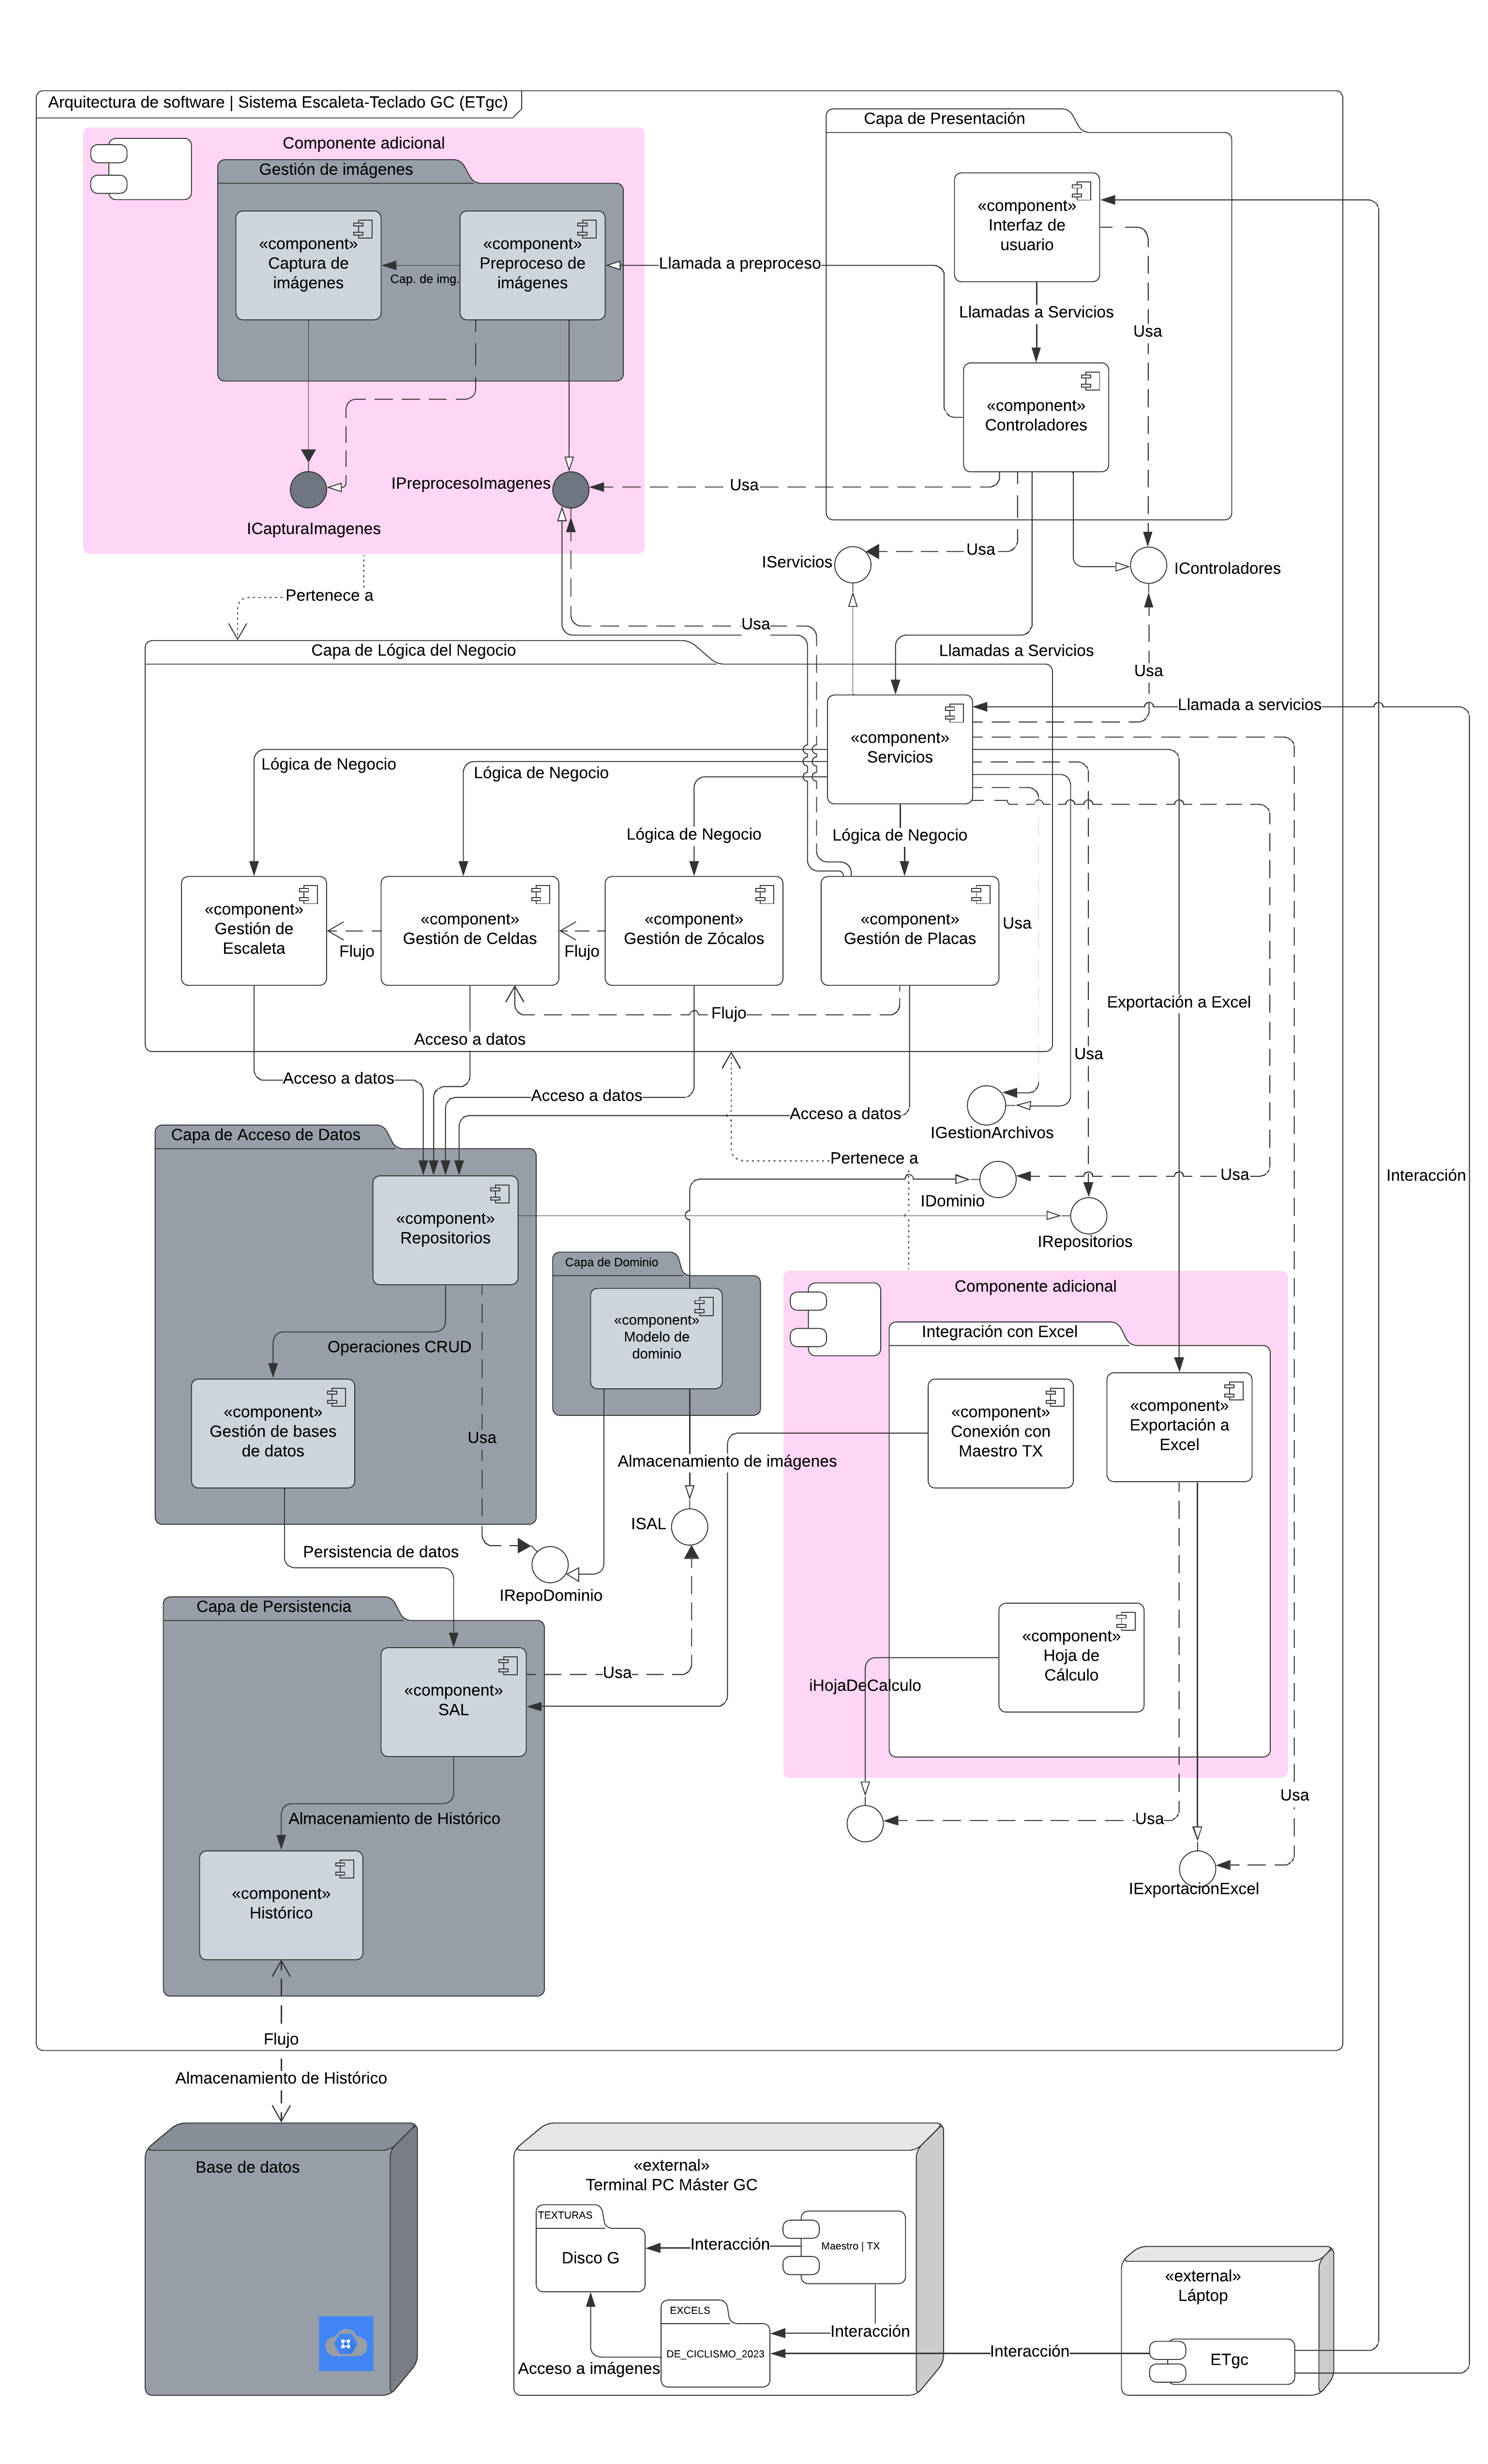 Arquitectura de software | Sistema Escaleta-Teclado GC (ETgc)
Componente adicional
Gestión de imágenes
«component»
Captura de
imágenes
Cap. de img.
«component»
Preproceso de
imágenes
ICapturaImagenes
IPreprocesoImagenes
Llamada a preproceso
Capa de Presentación
«component»
Interfaz de
usuario
Llamadas a Servicios
Usa
«component»
Controladores
Usa
Usa
IServicios
IControladores
Pertenece a
Usa
Capa de Lógica del Negocio
Llamadas a Servicios
Usa
Llamada a servicios
«component»
Servicios
Lógica de Negocio
Lógica de Negocio
Lógica de Negocio
Lógica de Negocio
«component»
Gestión de
Escaleta
Flujo
«component»
Gestión de Celdas
Flujo
«component»
Gestión de Zócalos
«component»
Gestión de Placas
Usa
Flujo
Exportación a Excel
Acceso a datos
Usa
Acceso a datos
Acceso a datos
Acceso a datos
IGestionArchivos
Capa de Acceso de Datos
Pertenece a
Usa
Interacción
IDominio
«component»
Repositorios
IRepositorios
Capa de Dominio
«component»
Modelo de
dominio
Componente adicional
Integración con Excel
Operaciones CRUD
«component»
Gestión de bases
de datos
Usa
«component»
Conexión con
Maestro TX
«component»
Exportación a
Excel
Almacenamiento de imágenes
ISAL
Persistencia de datos
IRepoDominio
Capa de Persistencia
«component»
SAL
Usa
«component»
Hoja de
Cálculo
iHojaDeCalculo
Almacenamiento de Histórico
Usa
Usa
«component»
Histórico
IExportacionExcel
Flujo
Almacenamiento de Histórico
Base de datos
«external»
Terminal PC Máster GC
TEXTURAS
Disco G
Interacción
Maestro | TX
EXCELS
DE_CICLISMO_2023
Interacción
Acceso a imágenes
Interacción
«external»
Láptop
ETgc